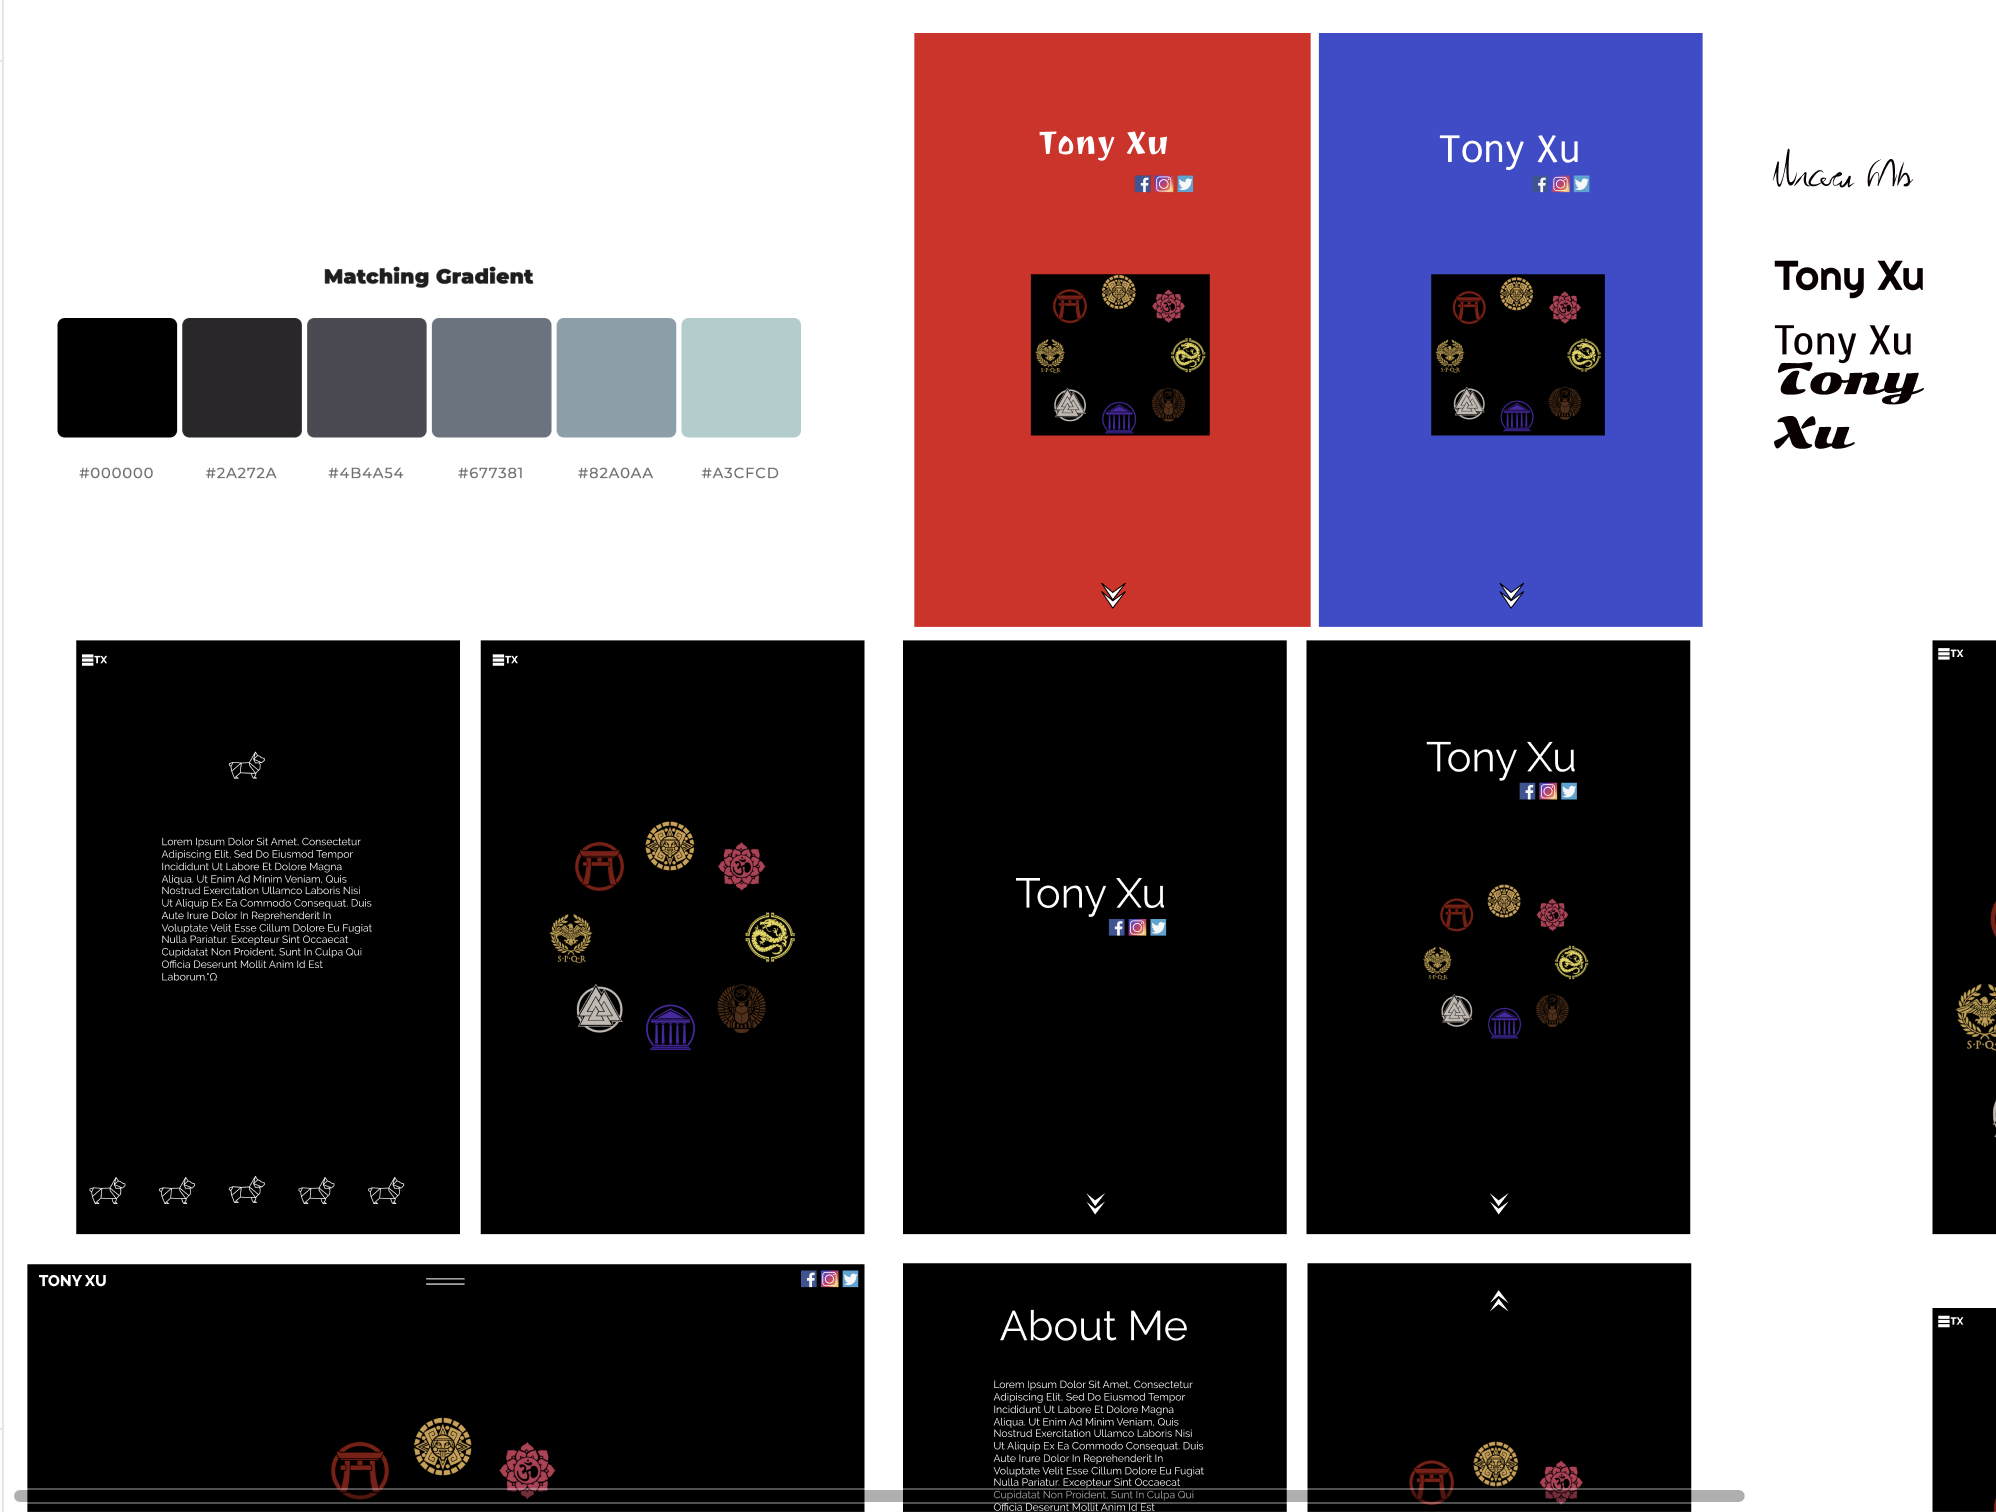 Matching Gradient
#000000
#2A272A
#4B4A54
#677381
#82A0AA
#A3CFCD
Tony Xu
Tony Xu
S·P·Q·R
S·P·Q·R
Tony Xu
Tony Xu
Tony
Xu
TX
Lorem Ipsum Dolor Sit Amet, Consectetur
Adipiscing Elit, Sed Do Eiusmod Tempor
Incididunt Ut Labore Et Dolore Magna
Aliqua. Ut Enim Ad Minim Veniam, Quis
Nostrud Exercitation Ullamco Laboris Nisi
Ut Aliquip Ex Ea Commodo Consequat. Duis
Aute Irure Dolor In Reprehenderit In
Voluptate Velit Esse Cillum Dolore Eu Fugiat
Nulla Pariatur. Excepteur Sint Occaecat
Cupidatat Non Proident, Sunt In Culpa Qui
Officia Deserunt Mollit Anim Id Est
Laborum."Ω
TX
S·P·Q·R
Tony Xu
Tony Xu
S·P·Q·R
TX
S·P·Q
TONY XU
About Me
Lorem Ipsum Dolor Sit Amet, Consectetur
Adipiscing Elit, Sed Do Eiusmod Tempor
Incididunt Ut Labore Et Dolore Magna
Aliqua. Ut Enim Ad Minim Veniam, Quis
Nostrud Exercitation Ullamco Laboris Nisi
Ut Aliquip Ex Ea Commodo Consequat. Duis
Aute Irure Dolor In Reprehenderit In
Voluptate Velit Esse Cillum Dolore Eu Fugiat
Nulla Pariatur. Excepteur Sint Occaecat
Cupidatat Non Proident, Sunt In Culpa Qui
Officia Deserunt Mollit Anim Id Est
TX